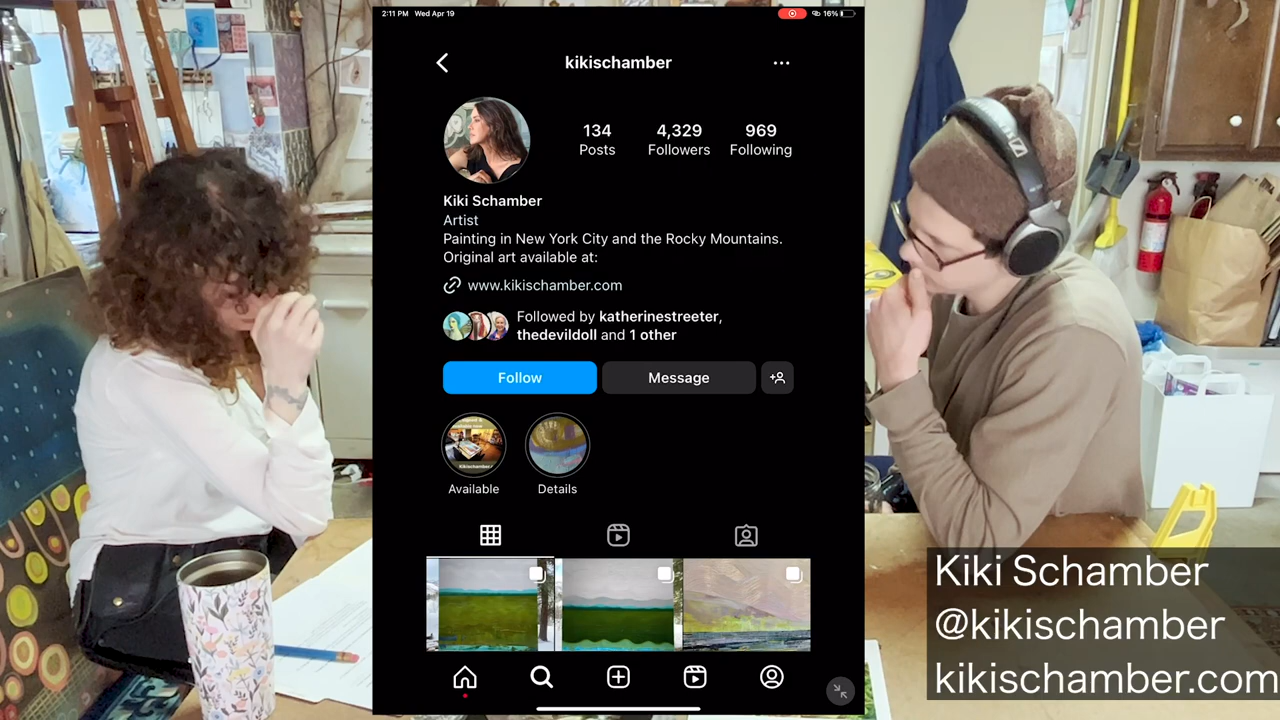 2:11 PM Wed Apr 19
16%
kikischamber
134
Posts
4,329
Followers
969
Following
Kiki Schamber
Artist
Painting in New York City and the Rocky Mountains.
Original art available at:
www.kikischamber.com
Followed by katherinestreeter,
thedevildoll and 1 other
Follow
Message
Available
Details
Kiki Schamber
@kikischamber
kikischamber.com